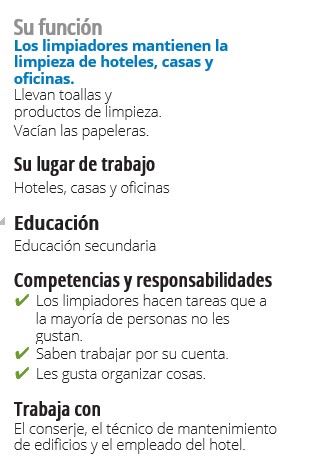 Su función
Los limpiadores mantienen la
limpieza de hoteles, casas y
oficinas.
Llevan toallas y
productos de limpieza.
Vacían las papeleras.
Su lugar de trabajo
Hoteles, casas y oficinas
Educación
Educación secundaria
Competencias y responsabilidades
✔ Los limpiadores hacen tareas que a
la mayoría de personas no les
gustan.
✔ Saben trabajar por su cuenta.
✔ Les gusta organizar cosas.
Trabaja con
El conserje, el técnico de mantenimiento
de edificios y el empleado del hotel.